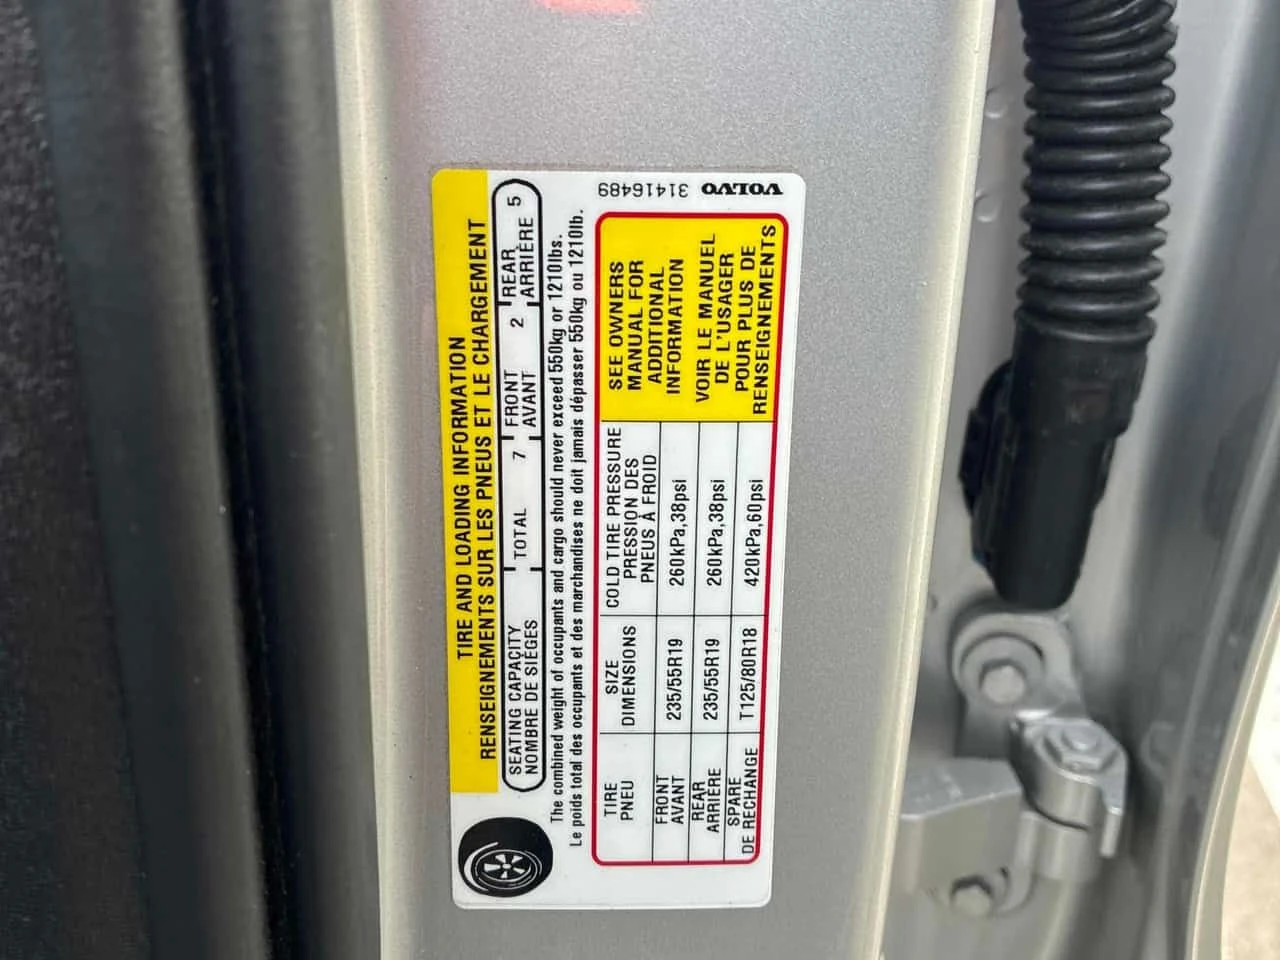 TIRE AND LOADING INFORMATION
RENSEIGNEMENTS SUR LES PNEUS ET LE CHARGEMENT
SEATING CAPACITY TOTAL 7 FRONT 2 REAR 5
NOMBRE DE SIÈGES AVANT ARRIÈRE
The combined weight of occupants and cargo should never exceed 550kg or 1210lbs.
Le poids total des occupants et des marchandises ne doit jamais dépasser 550kg ou 1210lb.
TIRE SIZE COLD TIRE PRESSURE
PNEU DIMENSIONS PRESSION DES
PNEUS À FROID
FRONT 235/55R19 260kPa,38psi
AVANT
REAR 235/55R19 260kPa,38psi
ARRIÈRE
SPARE T125/80R18 420kPa,60psi
DE RECHANGE
SEE OWNERS
MANUAL FOR
ADDITIONAL
INFORMATION
VOIR LE MANUEL
DE L'USAGER
POUR PLUS DE
RENSEIGNEMENTS
VOLVO 31416489